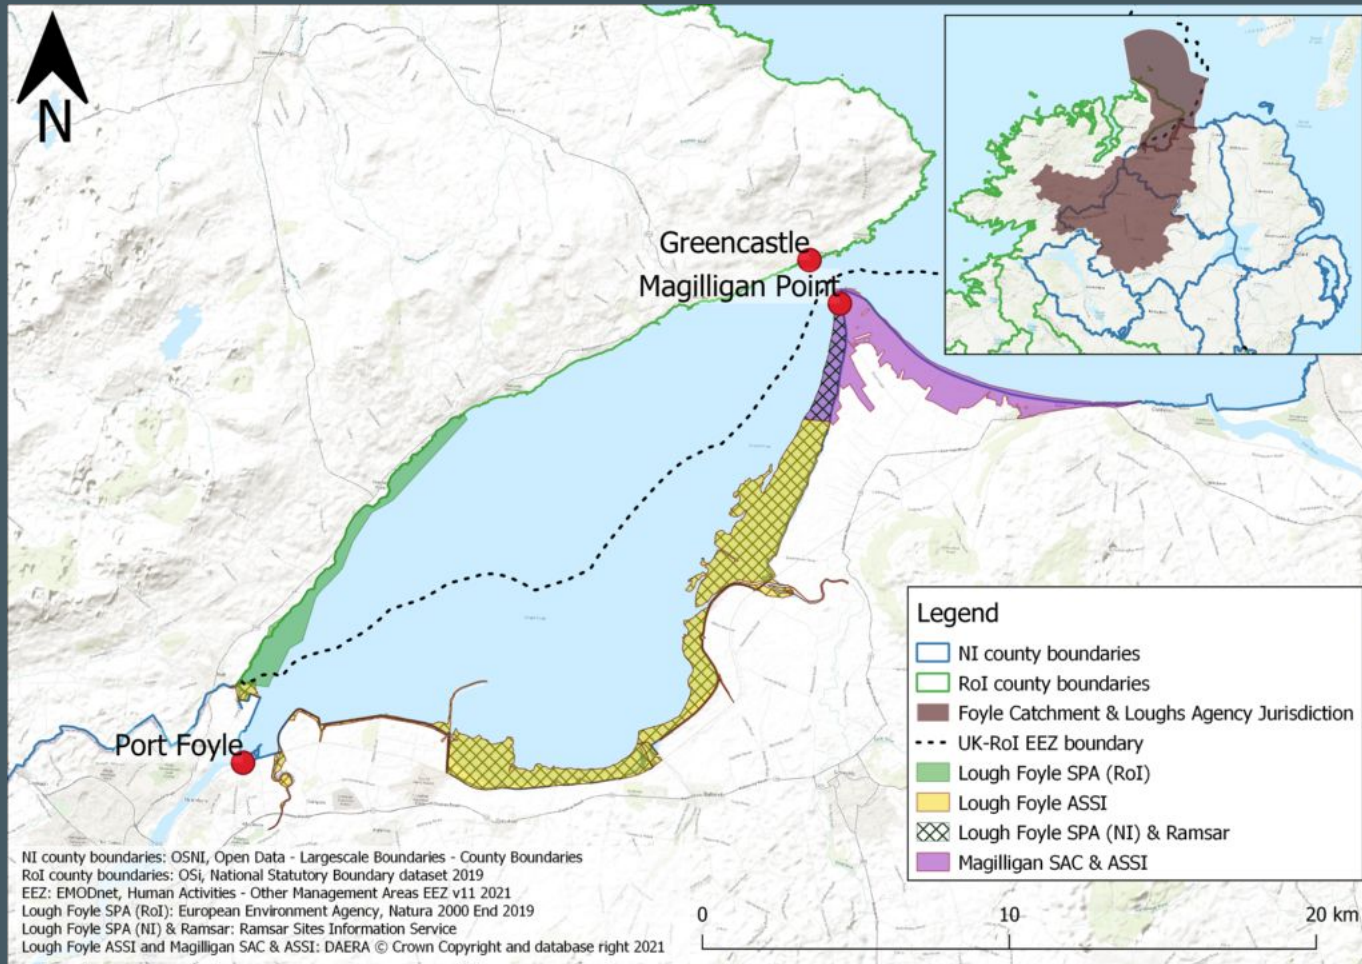 N
Greencastle
Magilligan Point
Port Foyle
Legend
NI county boundaries
RoI county boundaries
Foyle Catchment & Loughs Agency Jurisdiction
UK-RoI EEZ boundary
Lough Foyle SPA (RoI)
Lough Foyle ASSI
Lough Foyle SPA (NI) & Ramsar
Magilligan SAC & ASSI
NI county boundaries: OSNI, Open Data - Largescale Boundaries - County Boundaries
RoI county boundaries: OSi, National Statutory Boundary dataset 2019
EEZ: EMODnet, Human Activities - Other Management Areas EEZ v11 2021
Lough Foyle SPA (RoI): European Environment Agency, Natura 2000 End 2019
Lough Foyle SPA (NI) & Ramsar: Ramsar Sites Information Service
Lough Foyle ASSI and Magilligan SAC & ASSI: DAERA © Crown Copyright and database right 2021
0 10 20 km